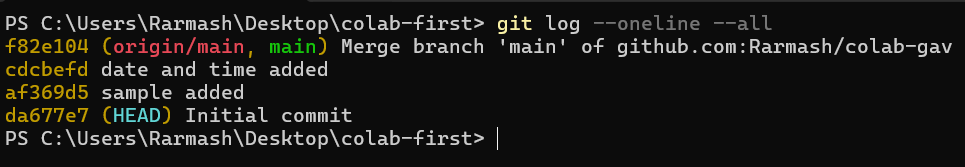 PS C:\Users\Rarmash\Desktop\colab-first> git log --oneline --all
f82e104 (origin/main, main) Merge branch 'main' of github.com:Rarmash/colab-gav
cdcbefd date and time added
af369d5 sample added
da677e7 (HEAD) Initial commit
PS C:\Users\Rarmash\Desktop\colab-first>